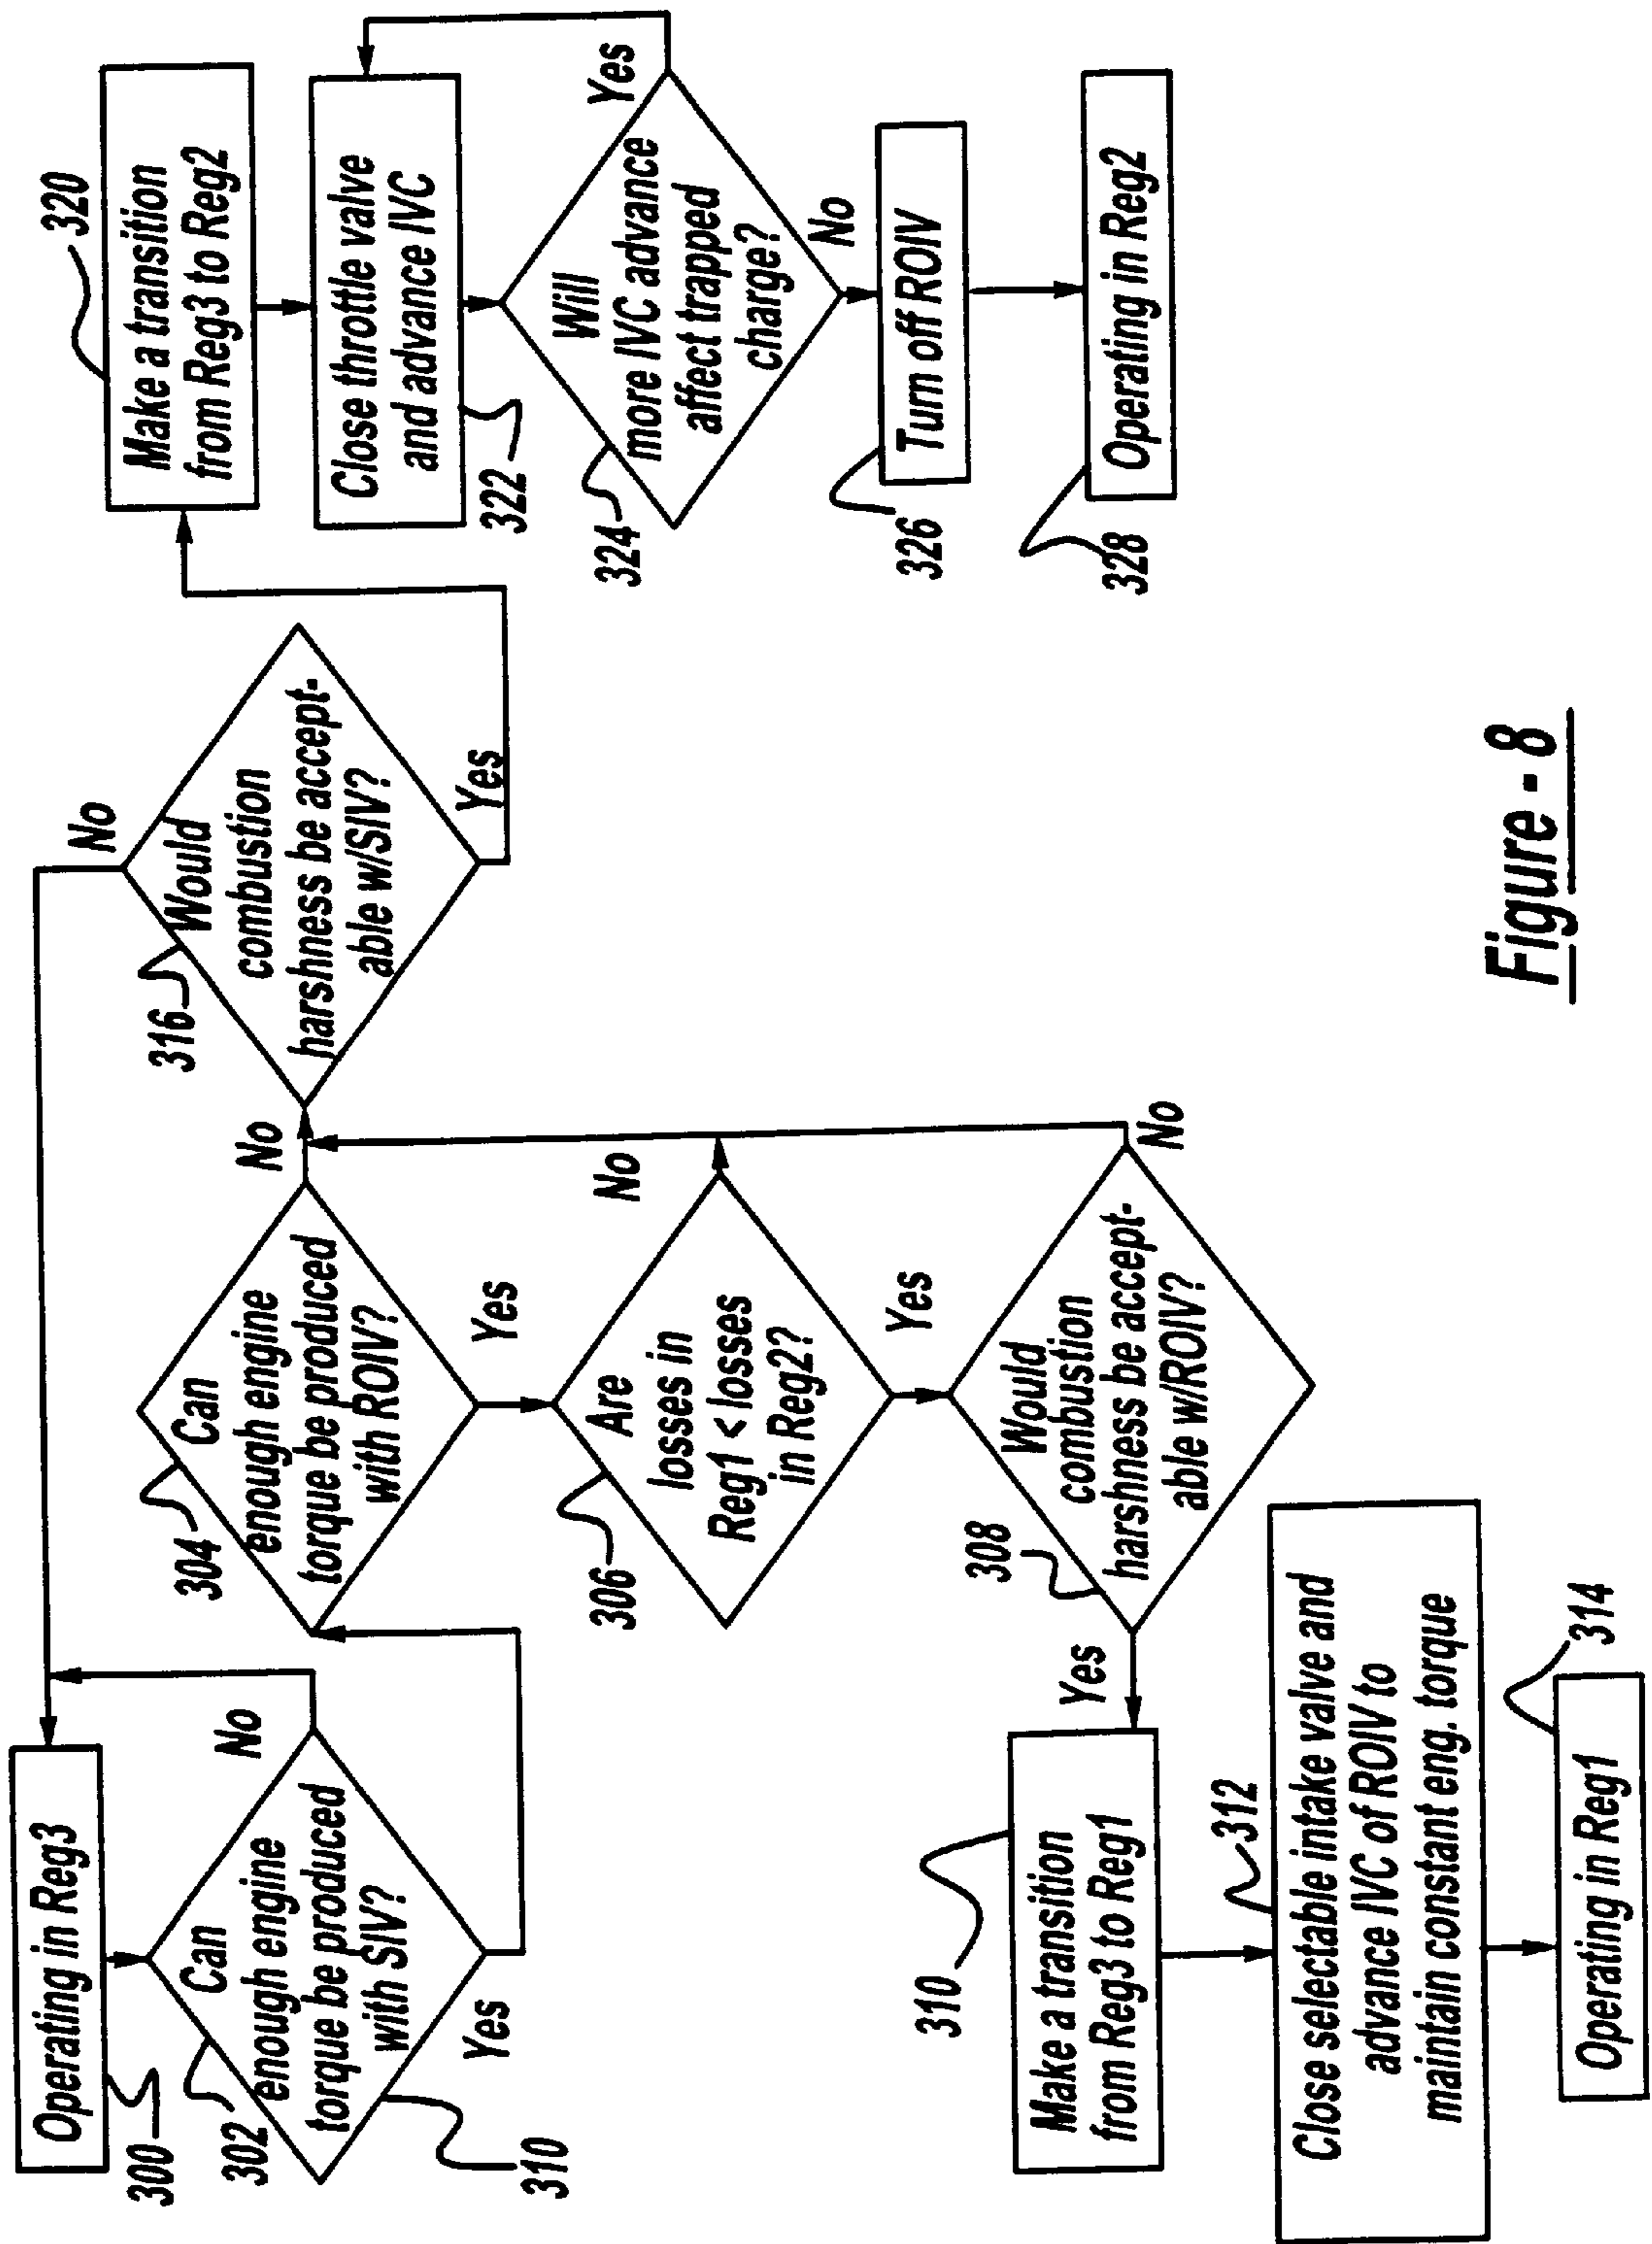 Operating in Reg3
300
302
Can
enough engine
torque be produced
with SIV?
No
Yes
310
304
Can
enough engine
torque be produced
with ROIV?
No
Yes
306
Are
losses in
Reg1 < losses
in Reg2?
No
Yes
308
Would
combustion
harshness be accept-
able w/ROIV?
No
Yes
310
Make a transition
from Reg3 to Reg1
312
Close selectable intake valve and
advance IVC of ROIV to
maintain constant eng. torque
314
Operating in Reg1
316
Would
combustion
harshness be accept-
able w/SIV?
No
Yes
320
Make a transition
from Reg3 to Reg2
Close throttle valve
and advance IVC
322
324
Will
more IVC advance
affect trapped
charge?
Yes
No
326
Turn off ROIV
328
Operating in Reg2
Figure - 8